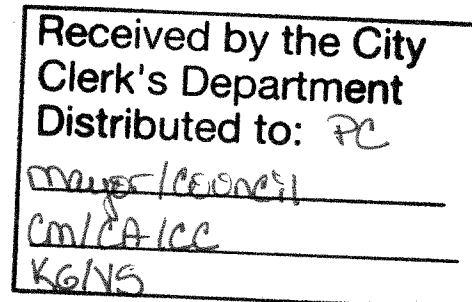 Received by the City
Clerk's Department
Distributed to: PC
Mayor/Council
CM/CA/CC
KG/VS